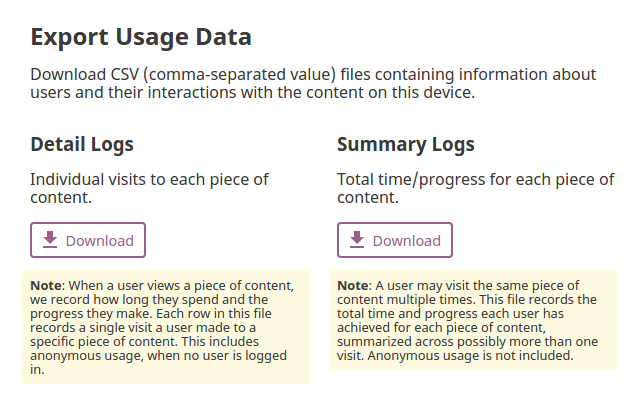 Export Usage Data
Download CSV (comma-separated value) files containing information about
users and their interactions with the content on this device.
Detail Logs
Individual visits to each piece of
content.
Download
Note: When a user views a piece of content,
we record how long they spend and the
progress they make. Each row in this file
records a single visit a user made to a
specific piece of content. This includes
anonymous usage, when no user is logged
in.
Summary Logs
Total time/progress for each piece of
content.
Download
Note: A user may visit the same piece of
content multiple times. This file records the
total time and progress each user has
achieved for each piece of content,
summarized across possibly more than one
visit. Anonymous usage is not included.